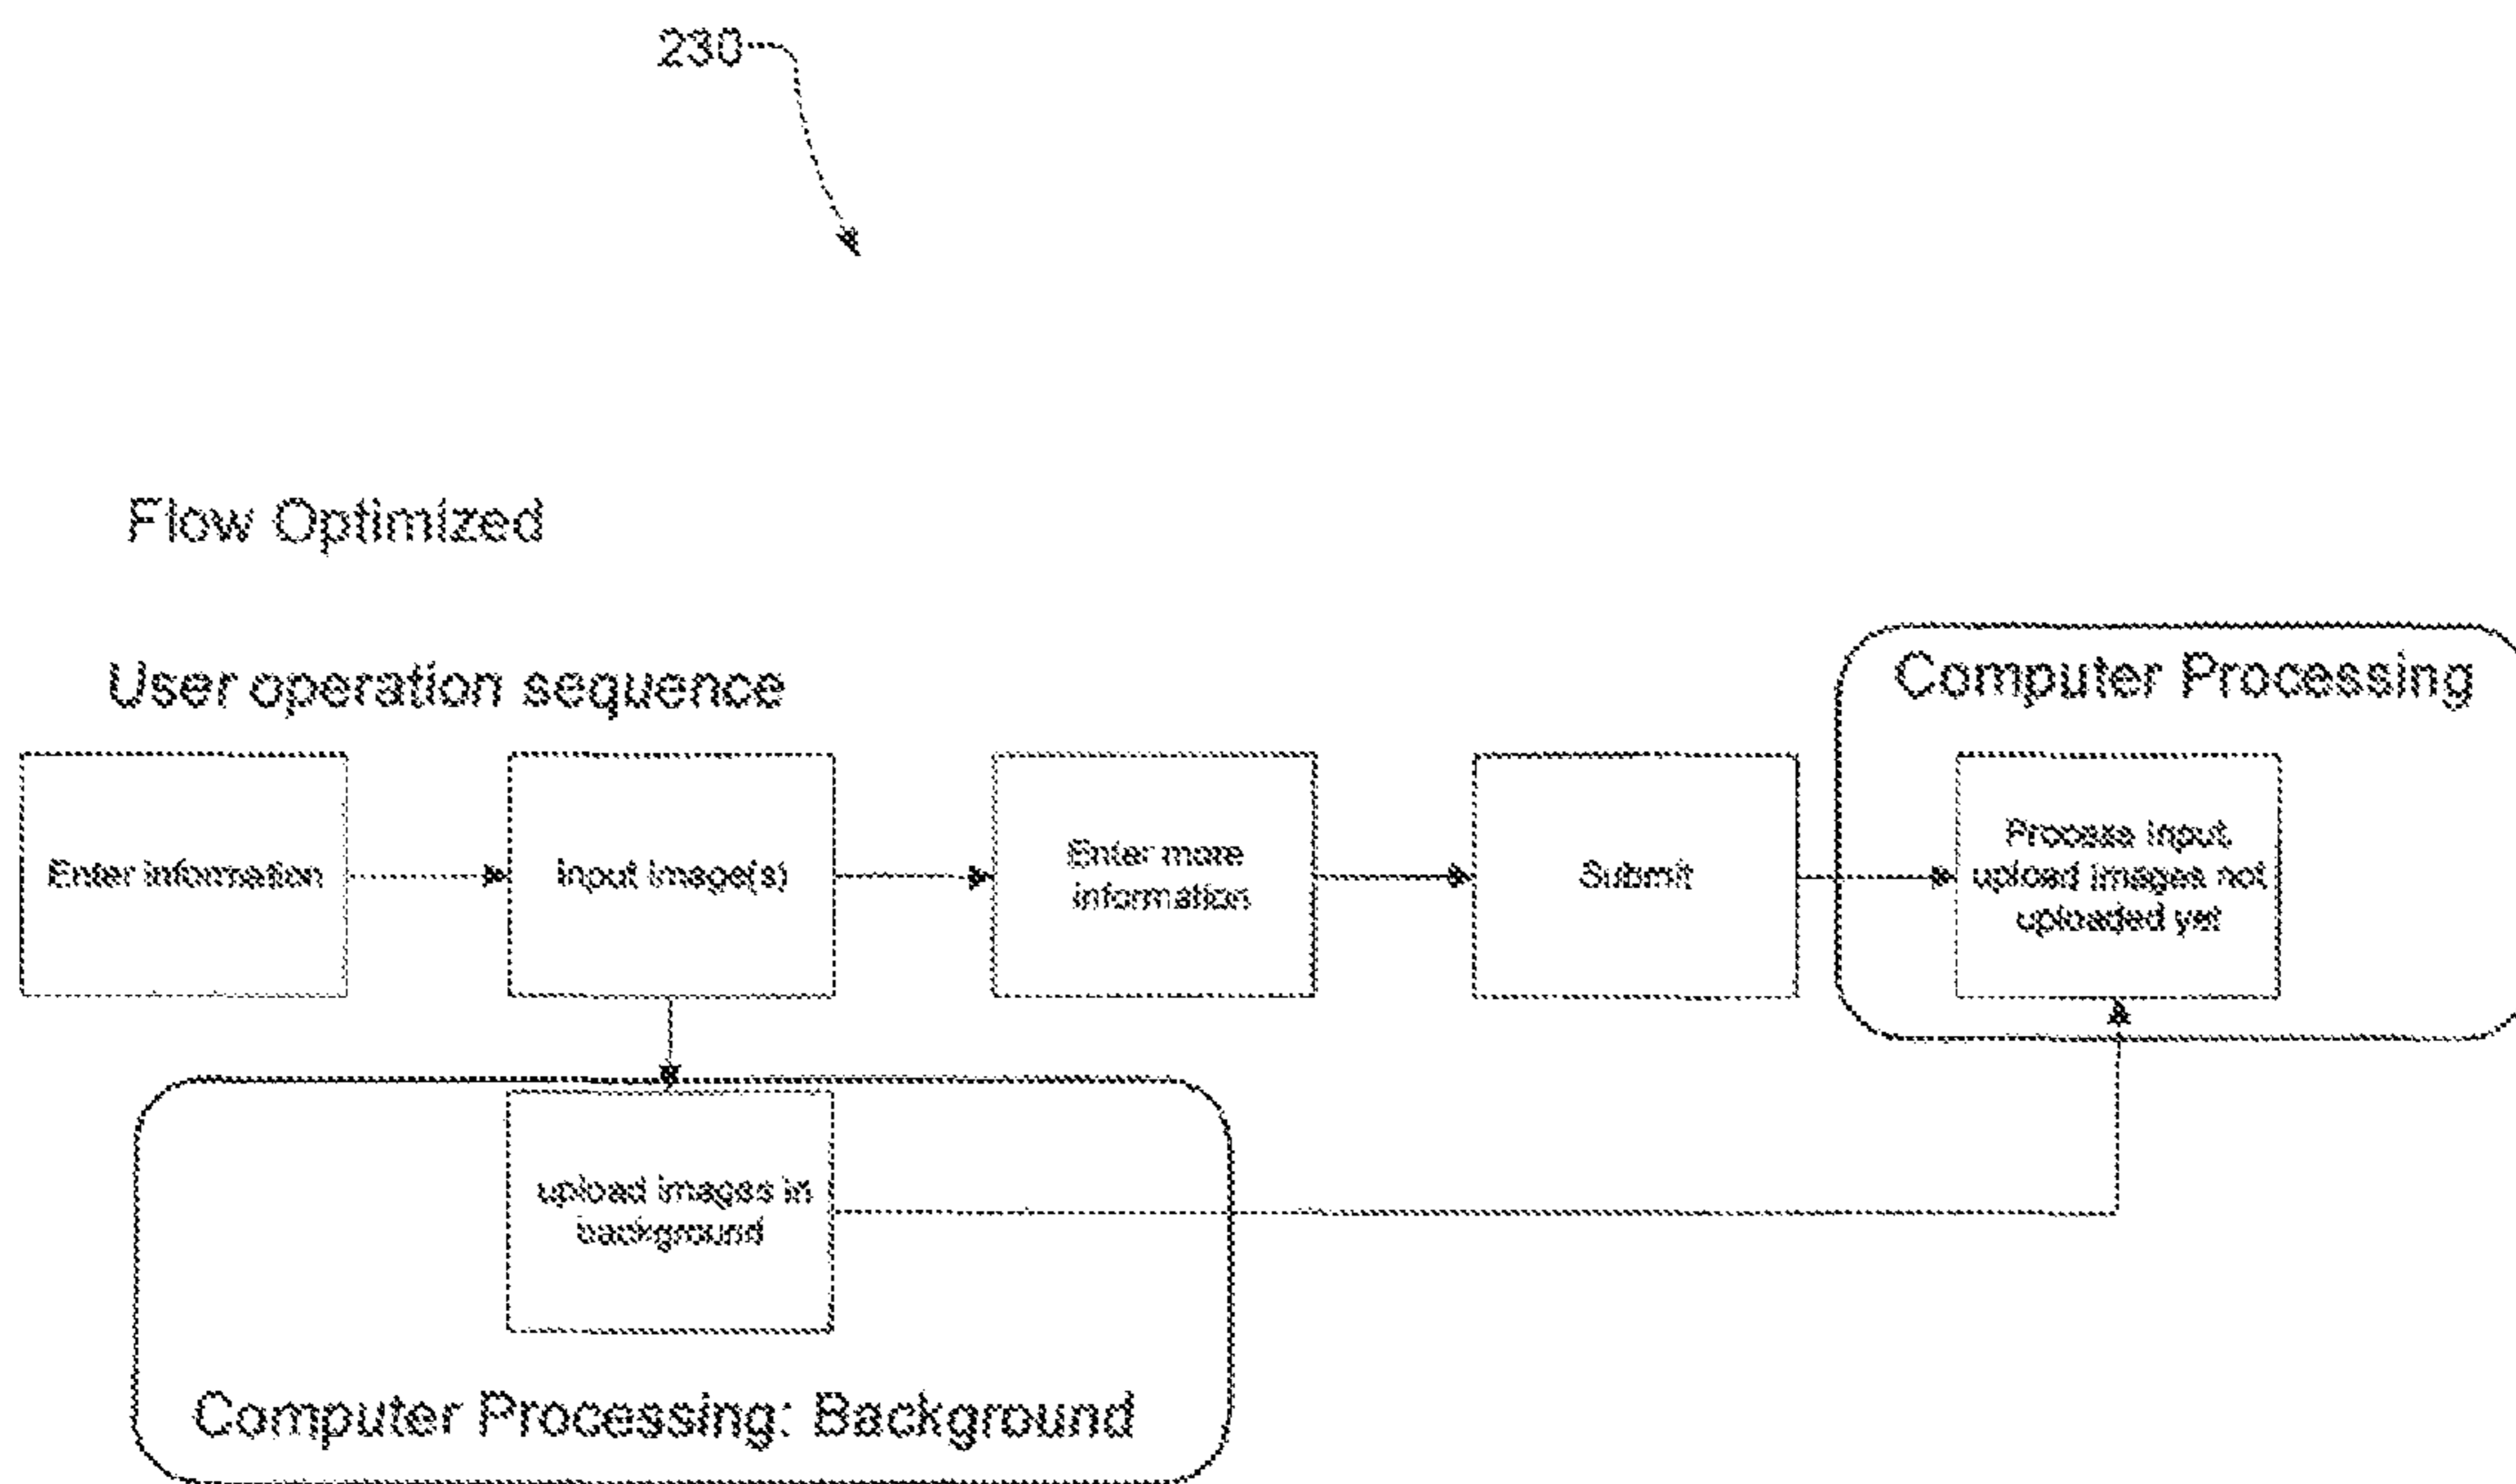 230
Flow Optimized
User operation sequence
Computer Processing
Enter information
Input image(s)
Enter more
information
Submit
Process input
upload images not
uploaded yet
upload images in
background
Computer Processing: Background